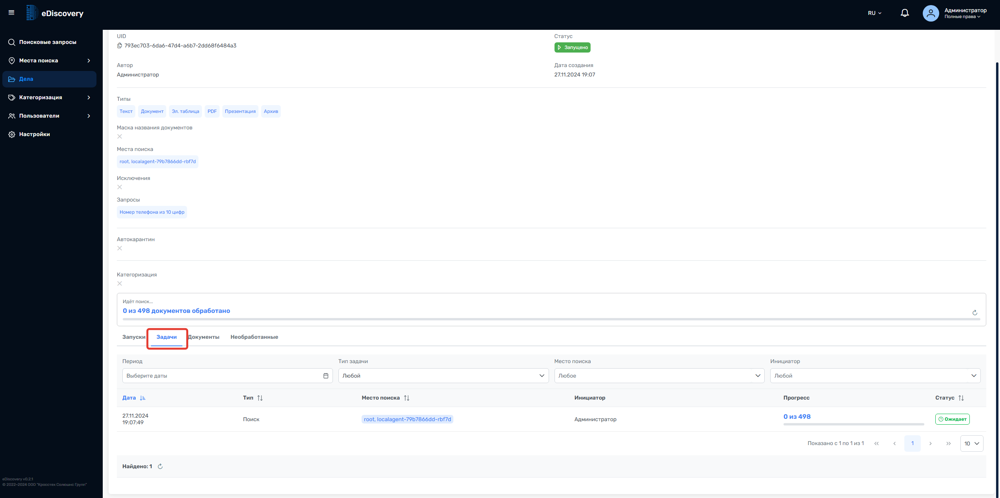 eDiscovery
RU
Администратор
Полные права
Поисковые запросы
Места поиска
Дела
Категоризация
Пользователи
Настройки
eDiscovery v0.2.1
© 2022-2024 ООО "Кросстех Солюшнс Групп"
UID
793ec703-6da6-47d4-a6b7-2dd68f6484a3
Статус
Запущено
Автор
Администратор
Дата создания
27.11.2024 19:07
Типы
Текст Документ Эл. таблица PDF Презентация Архив
Маска названия документов
Места поиска
root, localagent-79b7866dd-rbf7d
Исключения
Запросы
Номер телефона из 10 цифр
Автокарантин
Категоризация
Идёт поиск...
0 из 498 документов обработано
Запуски Задачи Документы Необработанные
Период Тип задачи Место поиска Инициатор
Выберите даты Любой Любое Любой
Дата Тип Место поиска Инициатор Прогресс Статус
27.11.2024
19:07:49
Поиск
root, localagent-79b7866dd-rbf7d
Администратор
0 из 498
Ожидает
Показано с 1 по 1 из 1 « ‹ 1 › » 10
Найдено: 1